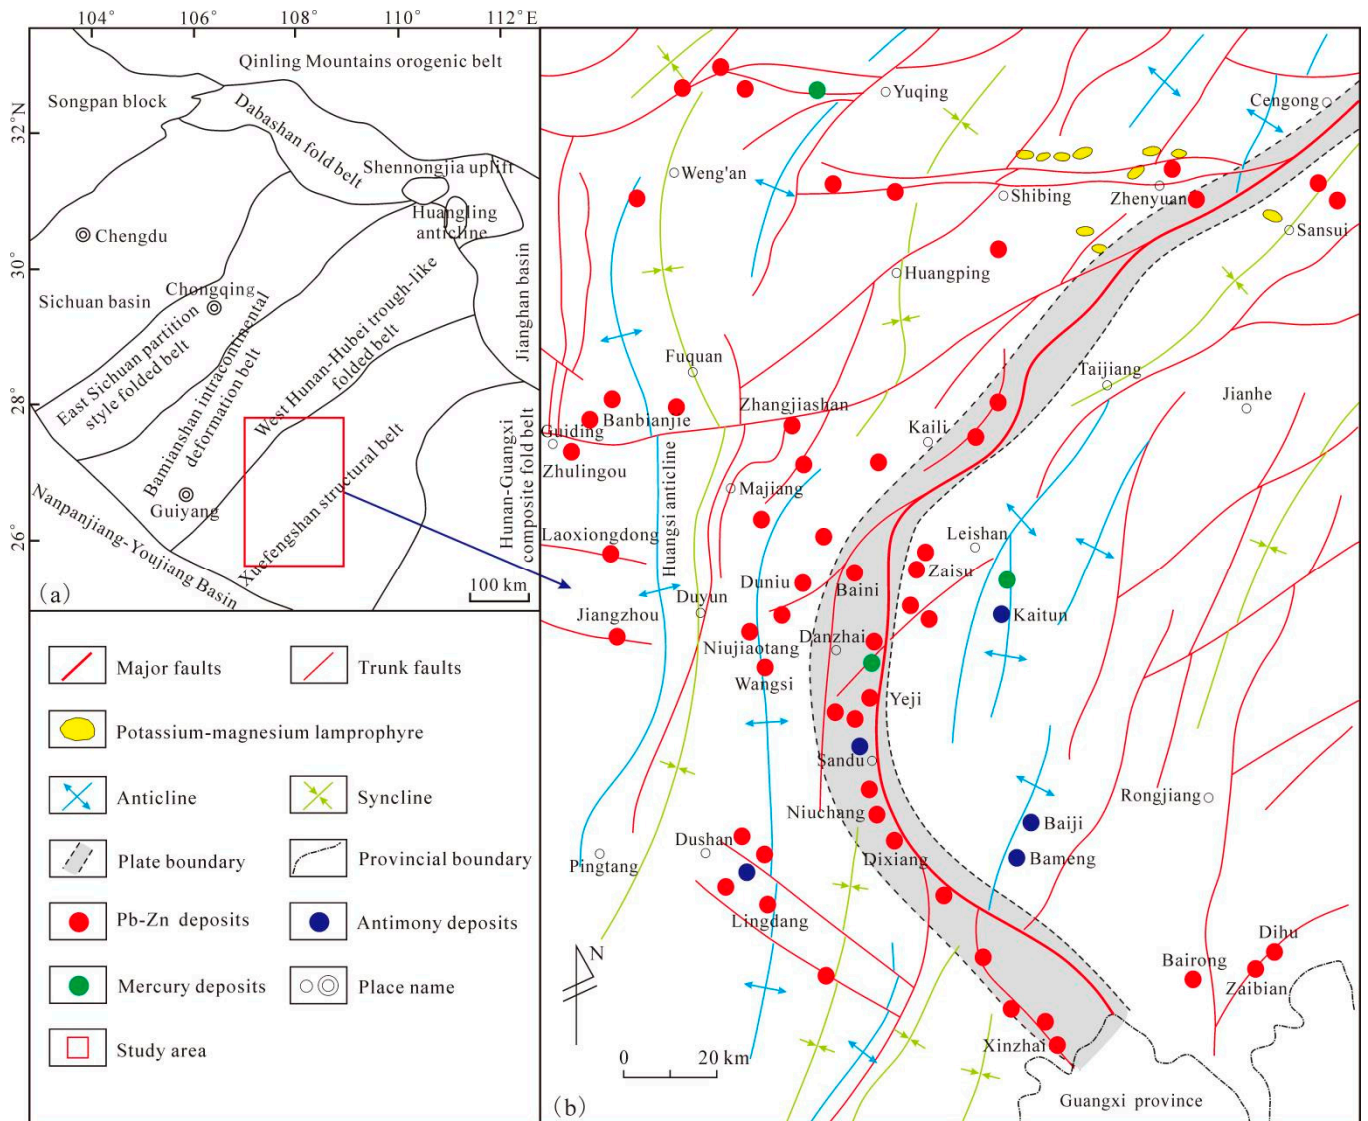 104°
106°
108°
110°
112°E
32°N
30°
28°
26°
Qinling Mountains orogenic belt
Songpan block
Dabashan fold belt
Shennongjia uplift
Huangling
anticline
Chengdu
Sichuan basin
Chongqing
Jianghan basin
East Sichuan partition
style folded belt
Bamianshan intracontinental
deformation belt
West Hunan-Hubei trough-like
folded belt
Guiyang
Xuefengshan structural belt
Hunan-Guangxi
composite fold belt
Nanpanjiang-Youjiang Basin
(a)
100 km
Major faults
Trunk faults
Potassium-magnesium lamprophyre
Anticline
Syncline
Plate boundary
Provincial boundary
Pb-Zn deposits
Antimony deposits
Mercury deposits
Place name
Study area
Yuqing
Cengong
Weng'an
Shibing
Zhenyuan
Sansui
Huangping
Fuquan
Taijiang
Jianhe
Banbianjie
Zhangjiashan
Guiding
Kaili
Zhulingou
Huangsi anticline
Majiang
Laoxiongdong
Leishan
Duniu
Baini
Zaisu
Jiangzhou
Duyun
Kaitun
Niujiaotang
Danzhai
Wangsi
Yeji
Sandu
Rongjiang
Niuchang
Baiji
Dushan
Dixiang
Bameng
Pingtang
Lingdang
Dihu
Bairong
Zaibian
N
Xinzhai
0
20 km
(b)
Guangxi province